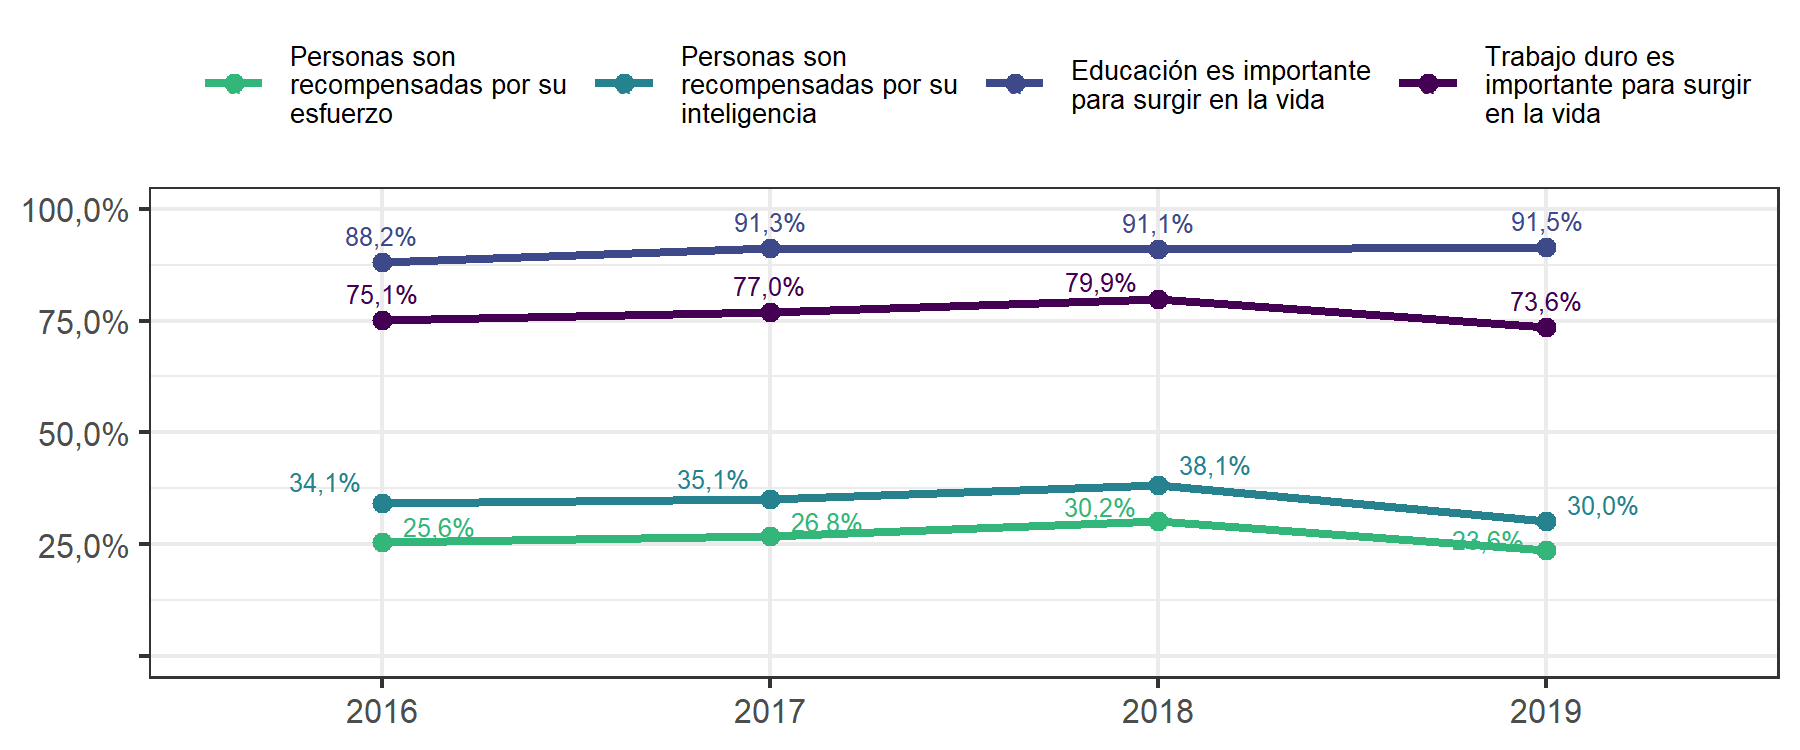 Personas son
recompensadas por su
esfuerzo
Personas son
recompensadas por su
inteligencia
Educación es importante
para surgir en la vida
Trabajo duro es
importante para surgir
en la vida
100,0%
75,0%
50,0%
25,0%
88,2%
91,3%
91,1%
91,5%
75,1%
77,0%
79,9%
73,6%
34,1%
35,1%
38,1%
30,0%
25,6%
26,8%
30,2%
23,6%
2016
2017
2018
2019